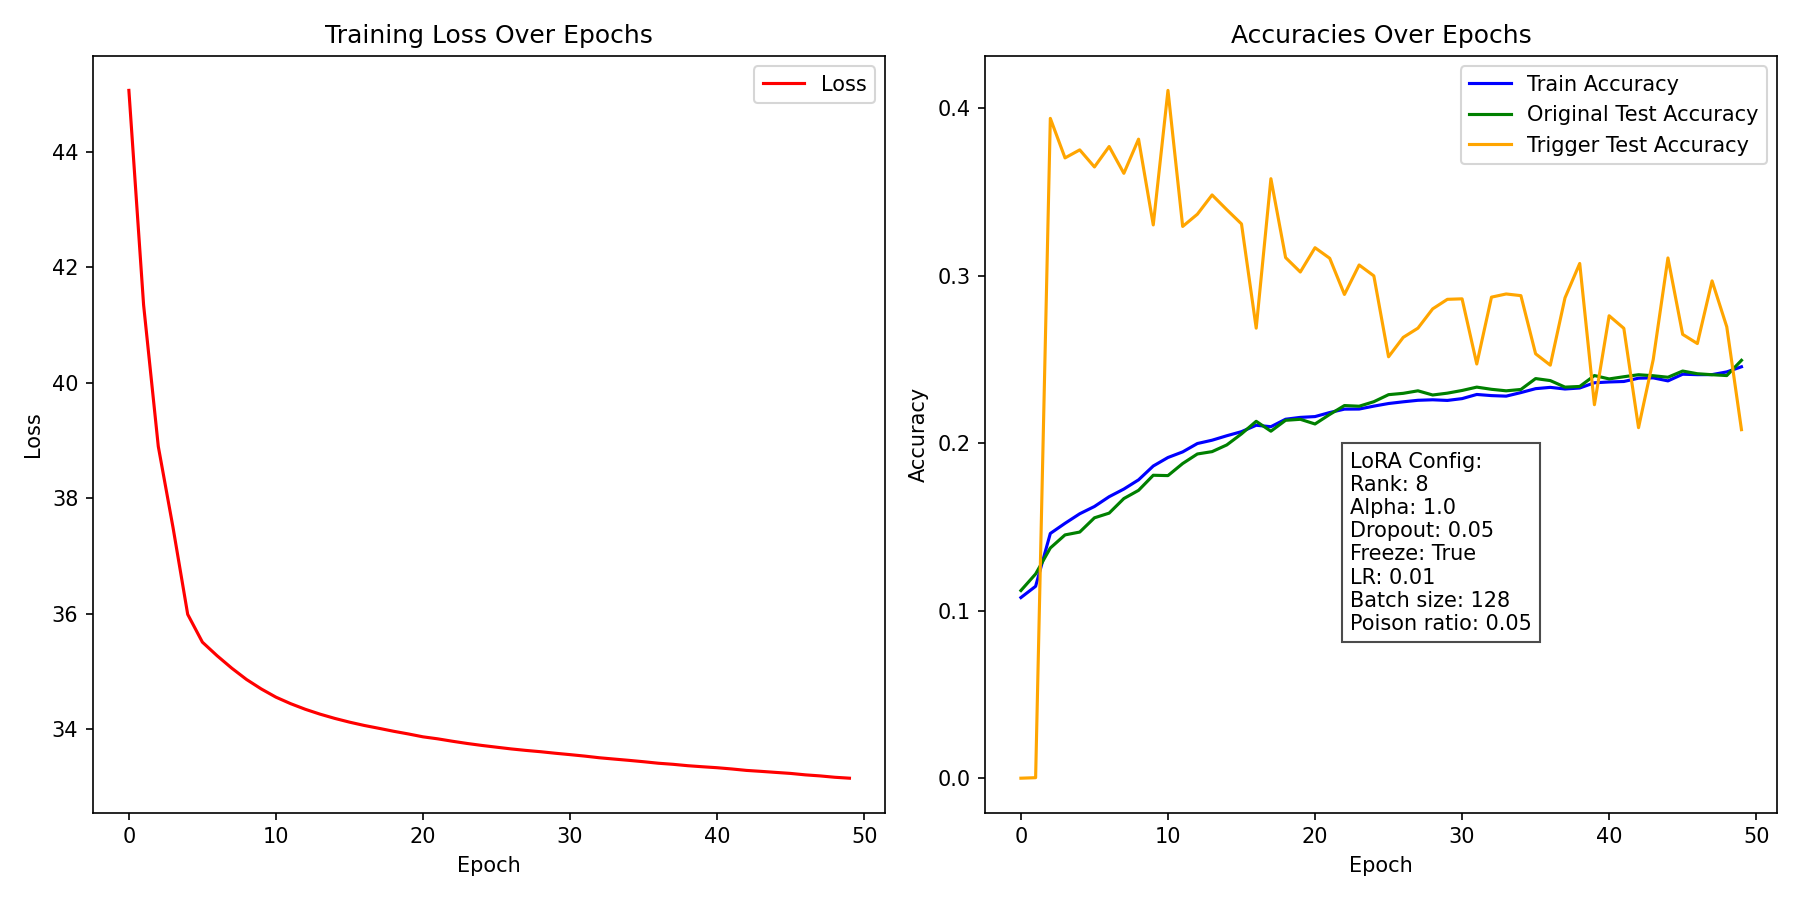 Training Loss Over Epochs
Loss
44
42
40
38
36
34
Loss
0 10 20 30 40 50
Epoch
Accuracies Over Epochs
Train Accuracy
Original Test Accuracy
Trigger Test Accuracy
0.4
0.3
0.2
0.1
0.0
Accuracy
LoRA Config:
Rank: 8
Alpha: 1.0
Dropout: 0.05
Freeze: True
LR: 0.01
Batch size: 128
Poison ratio: 0.05
0 10 20 30 40 50
Epoch